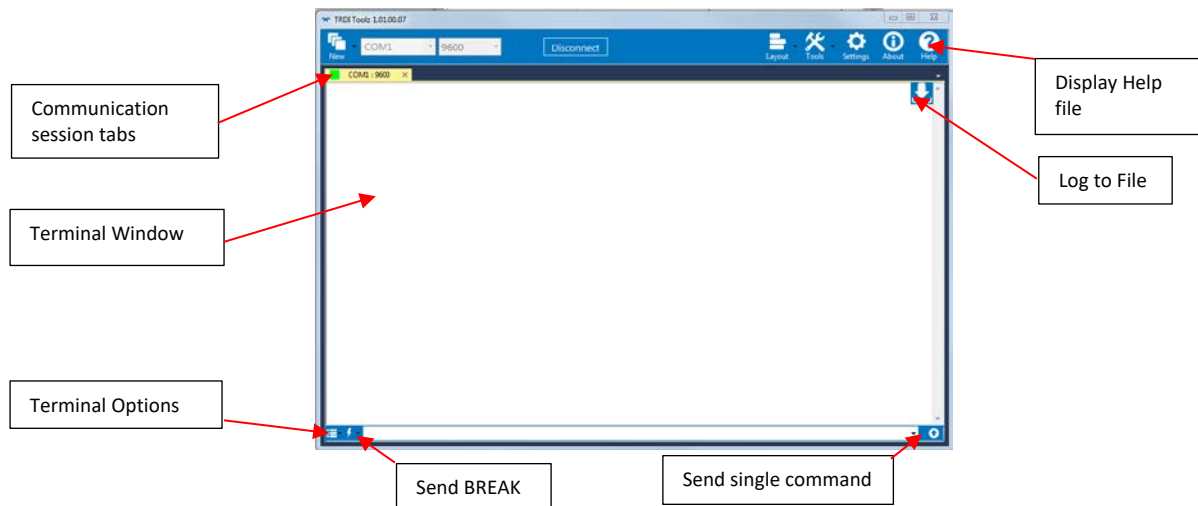 TRDI Toolz 1.01.00.07
New
COM1
9600
Disconnect
Layout
Tools
Settings
About
Help
COM1 : 9600
Communication
session tabs
Display Help
file
Log to File
Terminal Window
Terminal Options
Send BREAK
Send single command